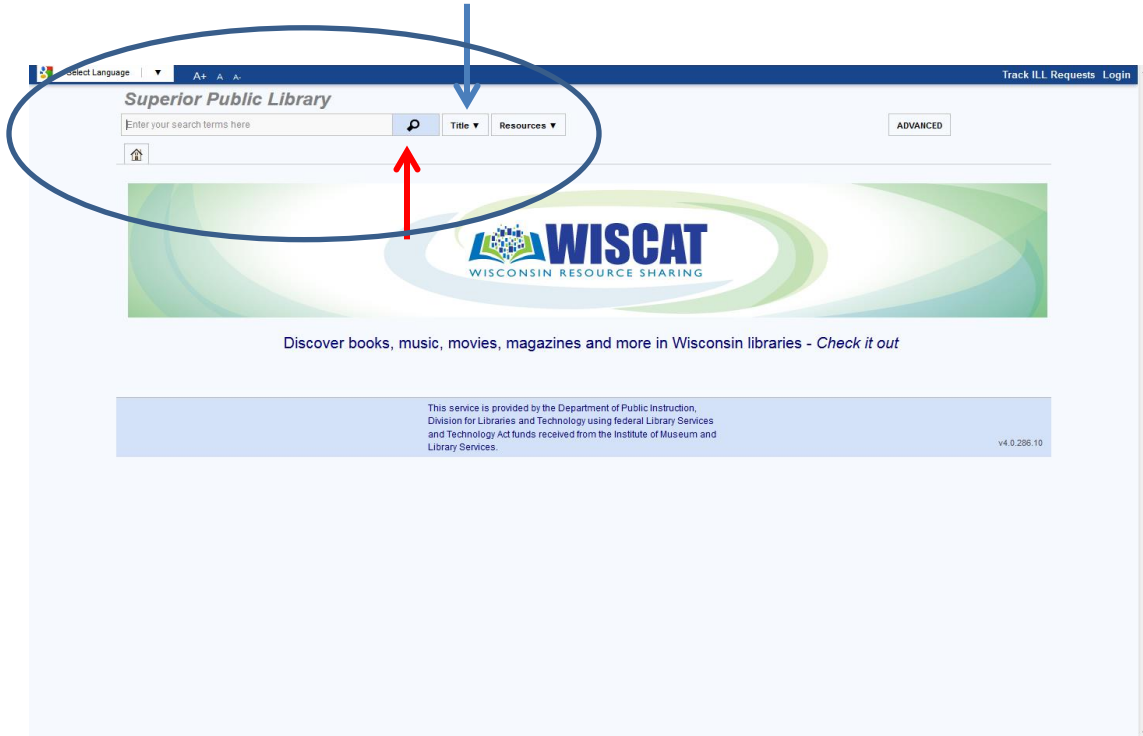 Select Language ▼ A+ A A- Track ILL Requests Login
Superior Public Library
Enter your search terms here Title ▼ Resources ▼ ADVANCED
WISCAT
WISCONSIN RESOURCE SHARING
Discover books, music, movies, magazines and more in Wisconsin libraries - Check it out
This service is provided by the Department of Public Instruction,
Division for Libraries and Technology using federal Library Services
and Technology Act funds received from the Institute of Museum and
Library Services.
v4.0.286.10